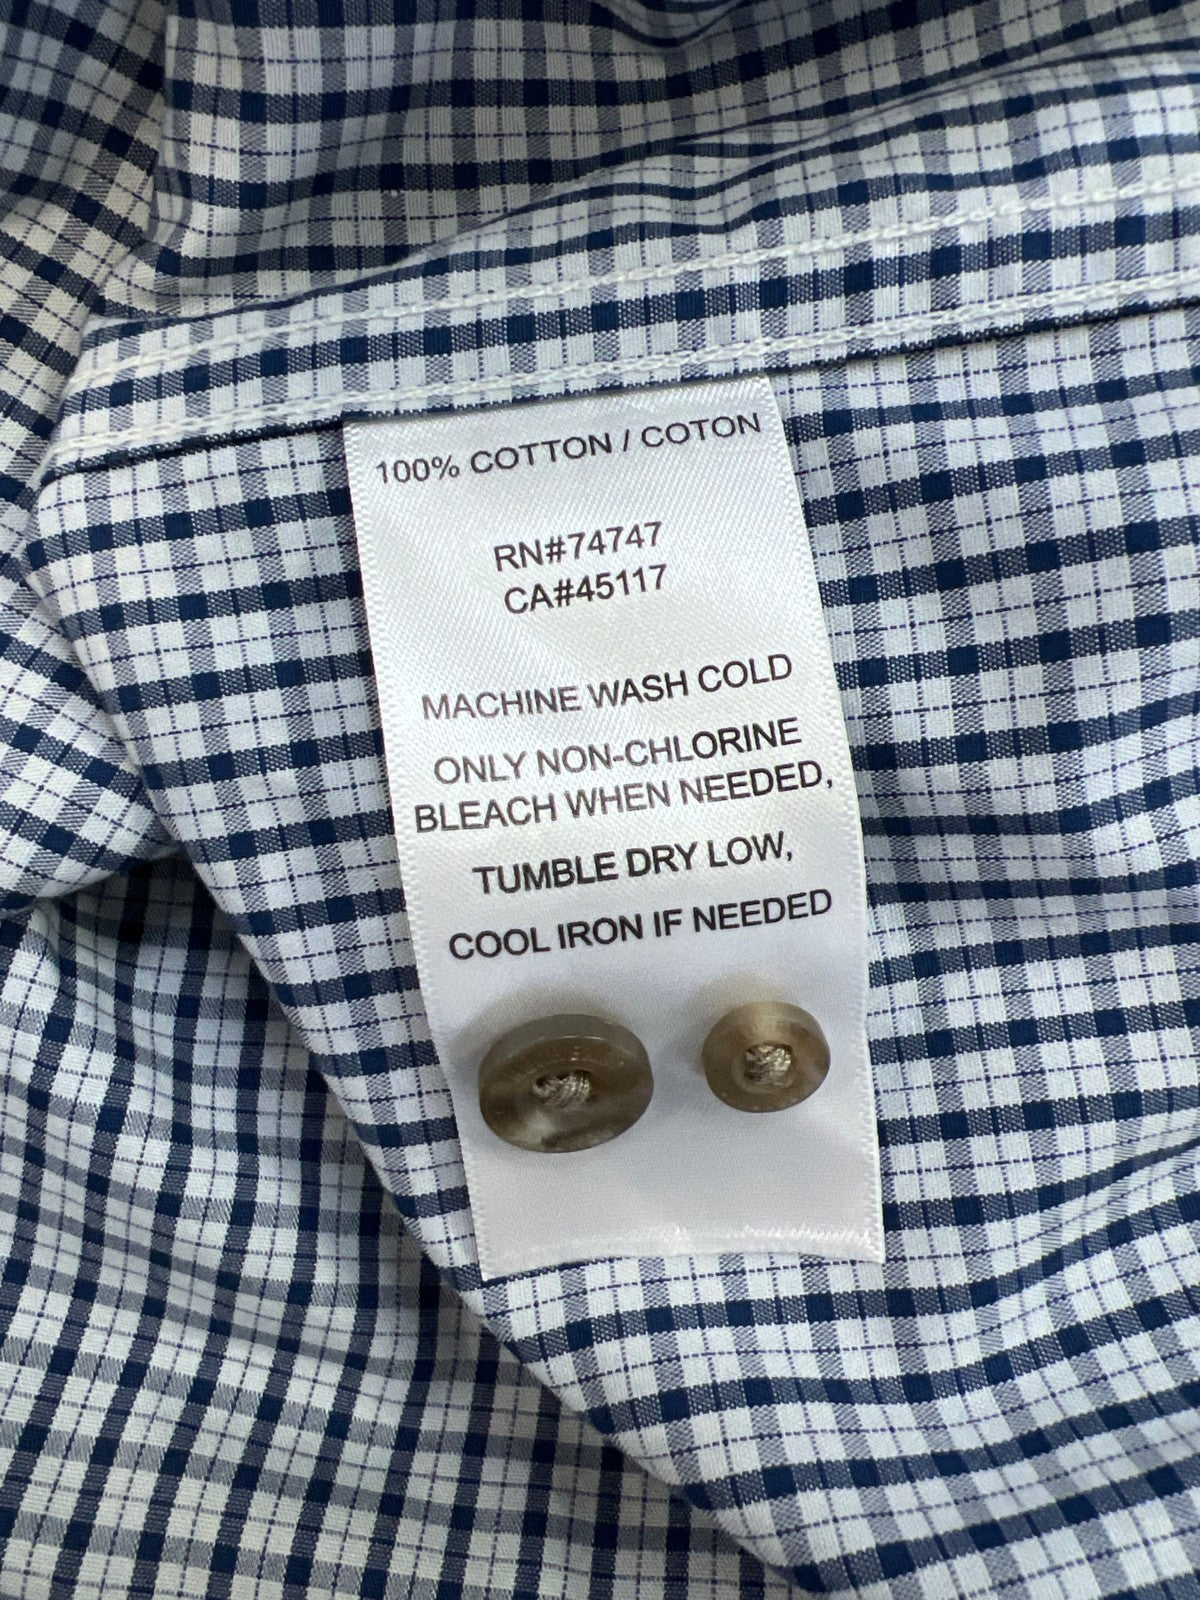 100% COTTON / COTON
RN#74747
CA#45117
MACHINE WASH COLD
ONLY NON-CHLORINE
BLEACH WHEN NEEDED,
TUMBLE DRY LOW,
COOL IRON IF NEEDED